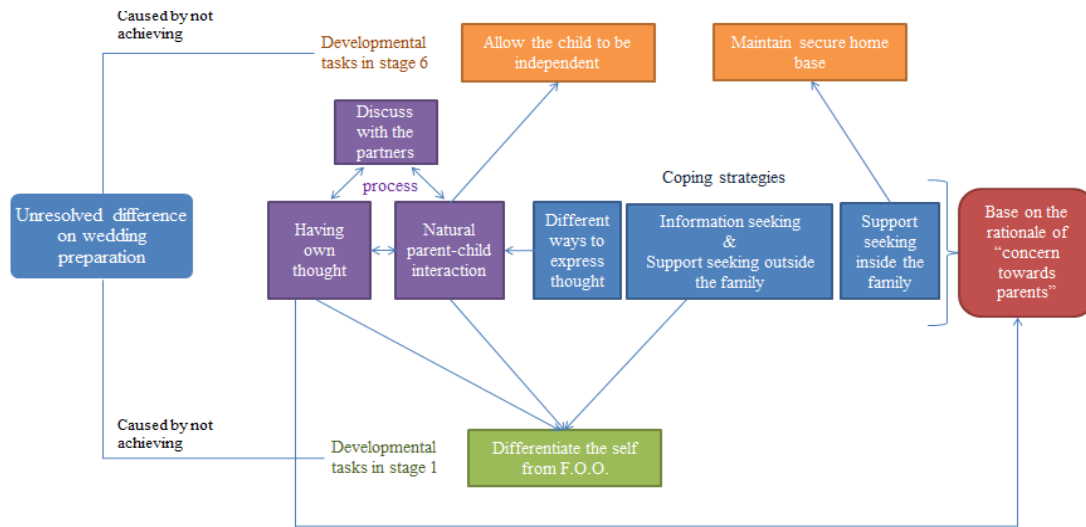 Caused by not
achieving
Developmental
tasks in stage 6
Allow the child to be
independent
Maintain secure home
base
Discuss
with the
partners
process
Coping strategies
Unresolved difference
on wedding
preparation
Having
own
thought
Natural
parent-child
interaction
Different
ways to
express
thought
Information seeking
&
Support seeking outside
the family
Support
seeking
inside the
family
Base on the
rationale of
“concern
towards
parents”
Caused by not
achieving
Developmental
tasks in stage 1
Differentiate the self
from F.O.O.